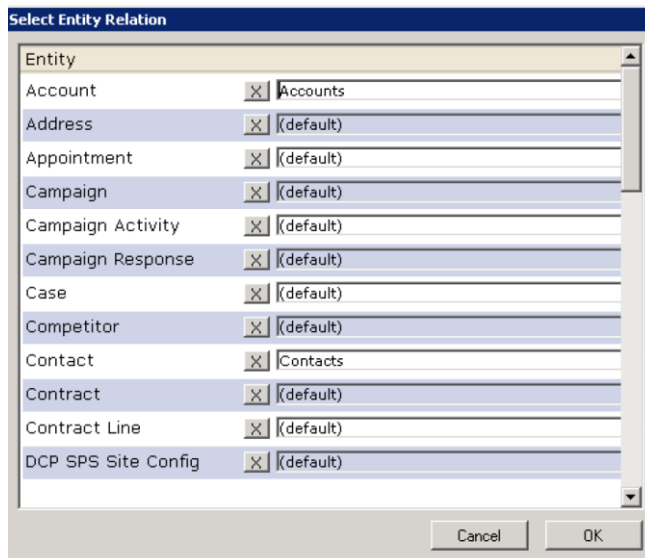 Select Entity Relation
Entity
Account X Accounts
Address X (default)
Appointment X (default)
Campaign X (default)
Campaign Activity X (default)
Campaign Response X (default)
Case X (default)
Competitor X (default)
Contact X Contacts
Contract X (default)
Contract Line X (default)
DCP SPS Site Config X (default)
Cancel OK